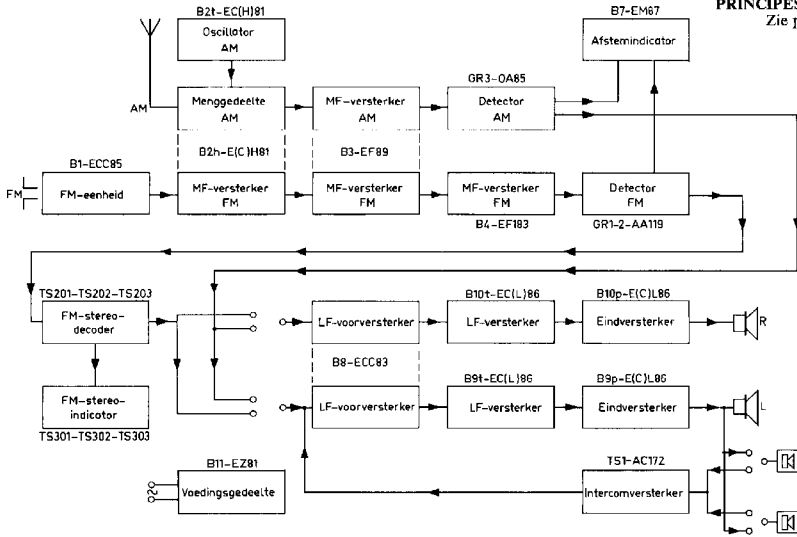 PRINCIPES
Zie p
B2t-EC(H)81
Oscillator
AM
B7-EM87
Afstemindicator
AM
Menggedeelte
AM
MF-versterker
AM
GR3-OA85
Detector
AM
B2h-E(C)H81
B3-EF89
B1-ECC85
FM
FM-eenheid
MF-versterker
FM
MF-versterker
FM
MF-versterker
FM
Detector
FM
B4-EF183
GR1-2-AA119
TS201-TS202-TS203
FM-stereo-
decoder
LF-voorversterker
B10t-EC(L)86
LF-versterker
B10p-E(C)L86
Eindversterker
R
B8-ECC83
FM-stereo-
indicator
TS301-TS302-TS303
LF-voorversterker
B9t-EC(L)86
LF-versterker
B9p-E(C)L86
Eindversterker
L
B11-EZ81
Voedingsgedeelte
TS1-AC172
Intercomversterker